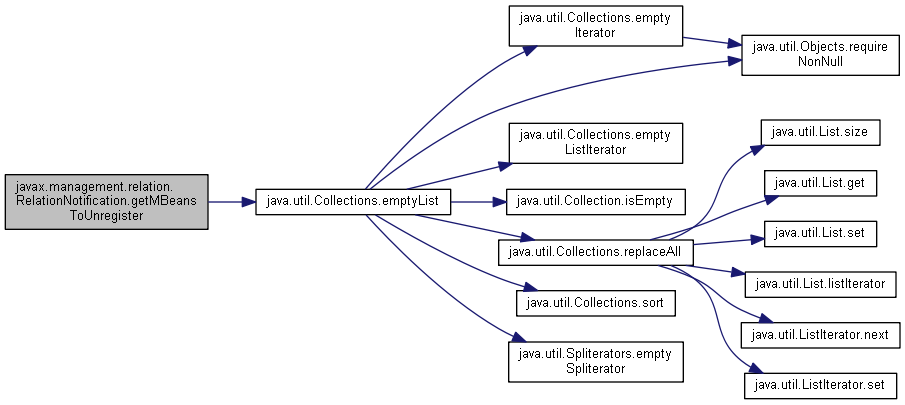 javax.management.relation.
RelationNotification.getMBeans
ToUnregister
java.util.Collections.emptyList
java.util.Collections.empty
Iterator
java.util.Objects.require
NonNull
java.util.Collections.empty
ListIterator
java.util.Collection.isEmpty
java.util.Collections.replaceAll
java.util.List.size
java.util.List.get
java.util.List.set
java.util.List.listIterator
java.util.ListIterator.next
java.util.ListIterator.set
java.util.Collections.sort
java.util.Spliterators.empty
Spliterator